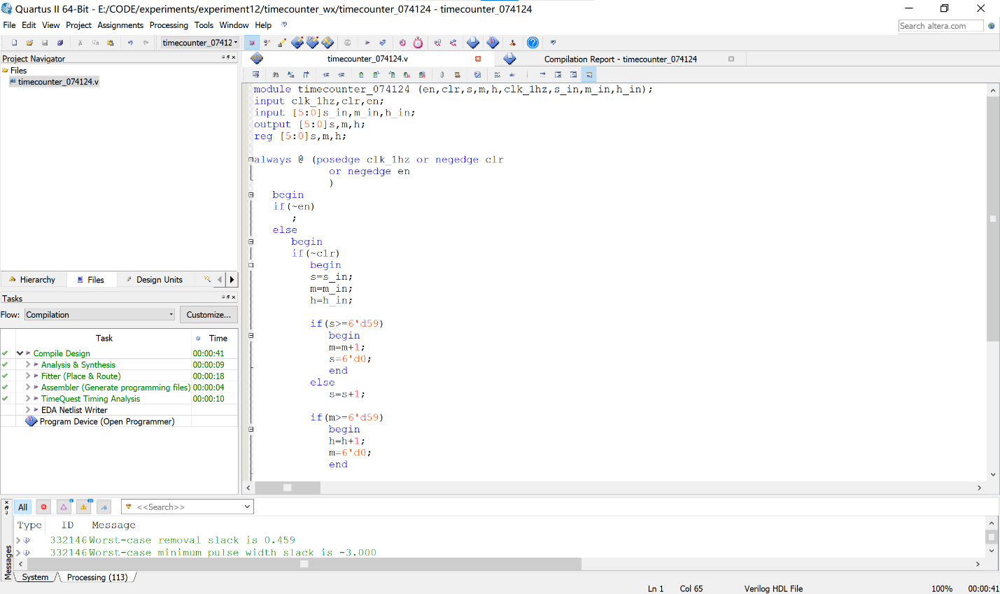 Quartus II 64-Bit - E:/CODE/experiments/experiment12/timecounter_wx/timecounter_074124 - timecounter_074124
File Edit View Project Assignments Processing Tools Window Help
Search altera.com
timecounter_07412
Project Navigator
Files
timecounter_074124.v
Hierarchy Files Design Units
Tasks
Flow: Compilation Customize...
Task Time
Compile Design 00:00:41
Analysis & Synthesis 00:00:09
Fitter (Place & Route) 00:00:18
Assembler (Generate programming files) 00:00:04
TimeQuest Timing Analysis 00:00:10
EDA Netlist Writer
Program Device (Open Programmer)
timecounter_074124.v Compilation Report - timecounter_074124
module timecounter_074124 (en,clr,s,m,h,clk_1hz,s_in,m_in,h_in);
input clk_1hz,clr,en;
input [5:0]s_in,m_in,h_in;
output [5:0]s,m,h;
reg [5:0]s,m,h;
always @ (posedge clk_1hz or negedge clr
or negedge en
)
begin
if(~en)
;
else
begin
if(~clr)
begin
s=s_in;
m=m_in;
h=h_in;
if(s>=6'd59)
begin
m=m+1;
s=6'd0;
end
else
s=s+1;
if(m>=6'd59)
begin
h=h+1;
m=6'd0;
end
All <<Search>>
Type ID Message
332146 Worst-case removal slack is 0.459
332146 Worst-case minimum pulse width slack is -3.000
Messages
System Processing (113)
Ln 1 Col 65 Verilog HDL File 100% 00:00:41